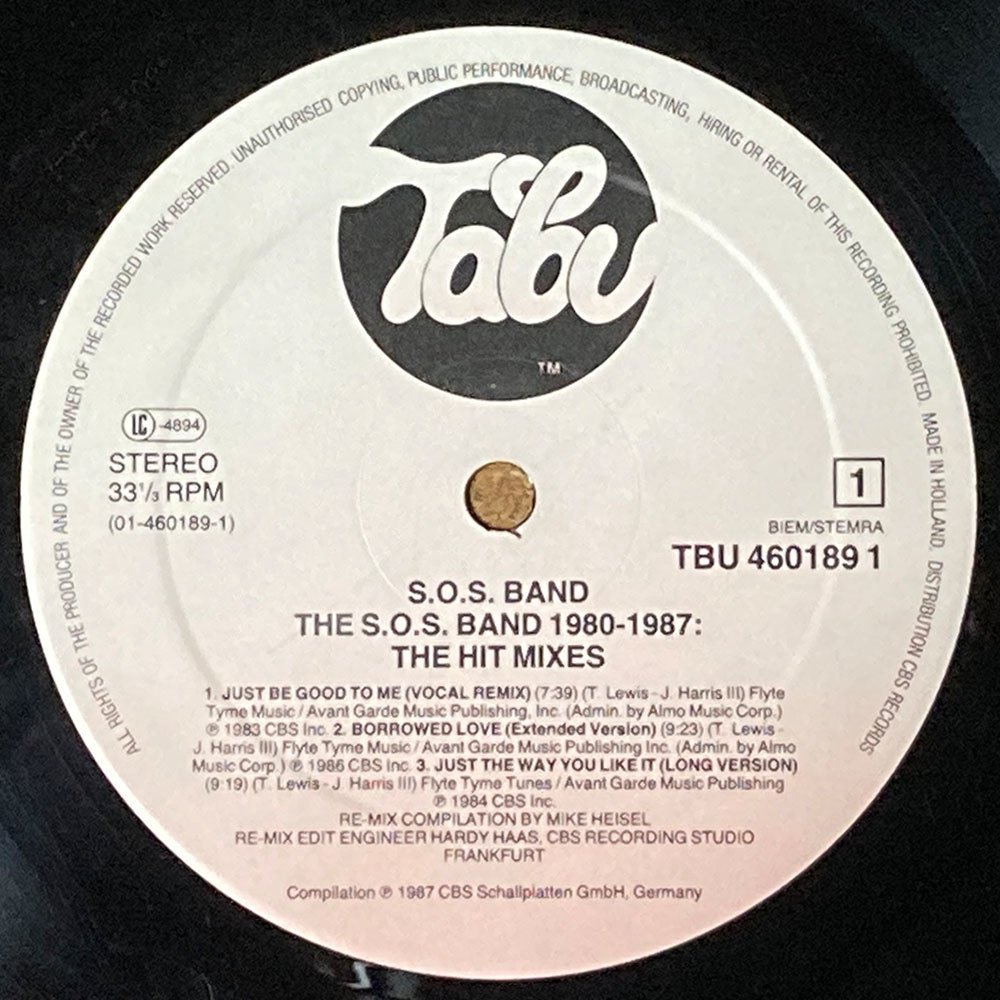 ALL RIGHTS OF THE PRODUCER AND OF THE OWNER OF THE RECORDED WORK RESERVED. UNAUTHORISED COPYING, PUBLIC PERFORMANCE, BROADCASTING, HIRING OR RENTAL OF THIS RECORDING PROHIBITED. MADE IN HOLLAND. DISTRIBUTION CBS RECORDS
Tabu
TM
LC -4894
STEREO
33⅓ RPM
(01-460189-1)
1
BIEM/STEMRA
TBU 460189 1
S.O.S. BAND
THE S.O.S. BAND 1980-1987:
THE HIT MIXES
1. JUST BE GOOD TO ME (VOCAL REMIX) (7:39) (T. Lewis - J. Harris III) Flyte
Tyme Music / Avant Garde Music Publishing, Inc. (Admin. by Almo Music Corp.)
℗ 1983 CBS Inc. 2. BORROWED LOVE (Extended Version) (9:23) (T. Lewis -
J. Harris III) Flyte Tyme Music / Avant Garde Music Publishing Inc. (Admin. by Almo
Music Corp.) ℗ 1986 CBS Inc. 3. JUST THE WAY YOU LIKE IT (LONG VERSION)
(9:19) (T. Lewis - J. Harris III) Flyte Tyme Tunes / Avant Garde Music Publishing
℗ 1984 CBS Inc.
RE-MIX COMPILATION BY MIKE HEISEL
RE-MIX EDIT ENGINEER HARDY HAAS, CBS RECORDING STUDIO
FRANKFURT
Compilation ℗ 1987 CBS Schallplatten GmbH, Germany